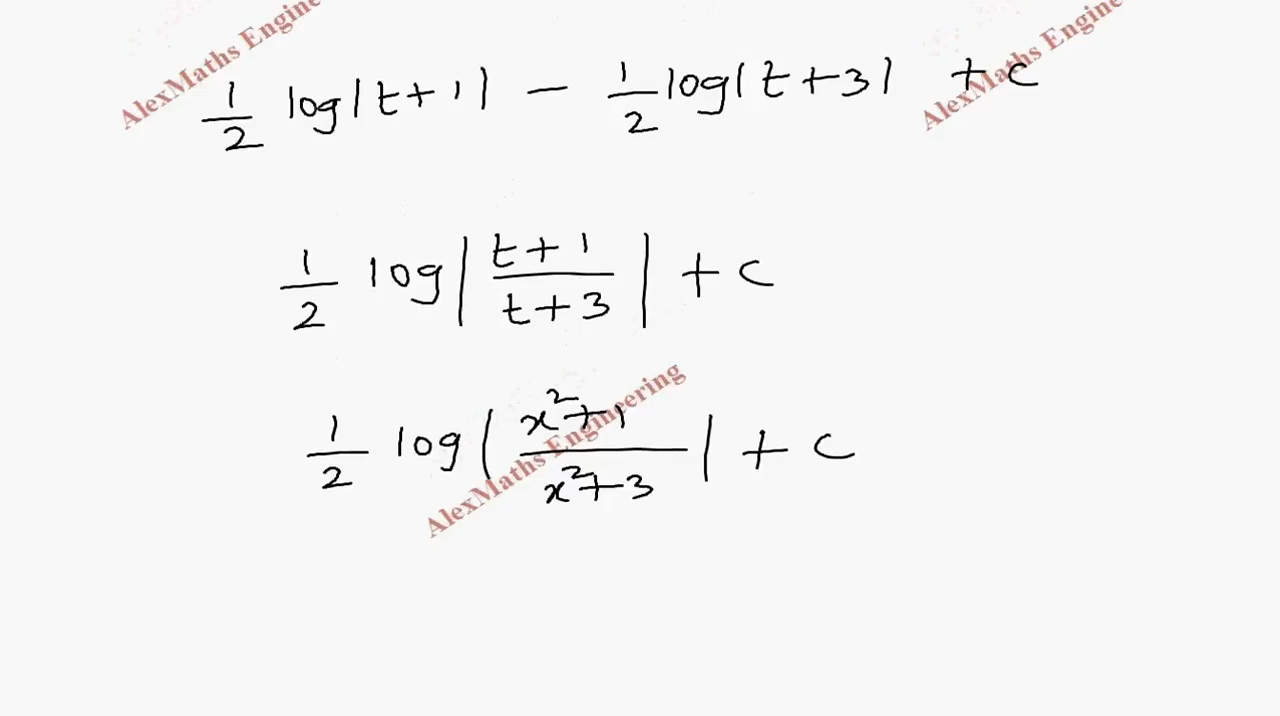 AlexMaths Engine
AlexMaths Engine
1/2 log|t+1| - 1/2 log|t+3| + c
1/2 log|(t+1)/(t+3)| + c
1/2 log|(x²+1)/(x²+3)| + c
AlexMaths Engineering